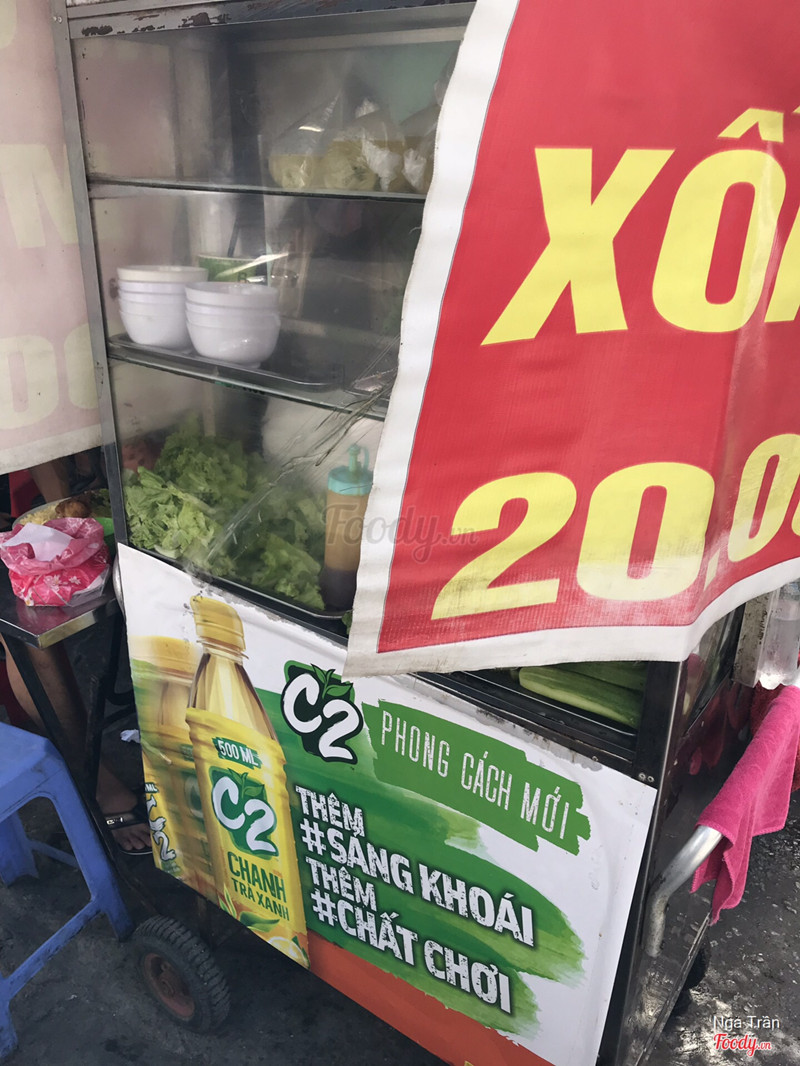 XÔ
20.0
Foody.vn
500 ML
C2
CHANH
TRÀ XANH
C2
PHONG CÁCH MỚI
THÊM
#SẢNG KHOÁI
THÊM
#CHẤT CHƠI
Nga Trần
Foody.vn